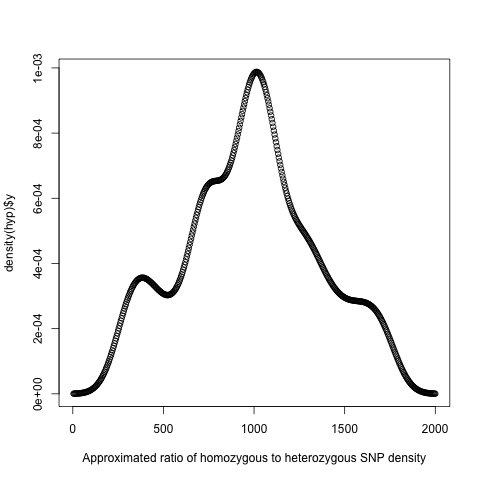 1e-03
8e-04
6e-04
4e-04
2e-04
0e+00
density(hyp)$y
0 500 1000 1500 2000
Approximated ratio of homozygous to heterozygous SNP density